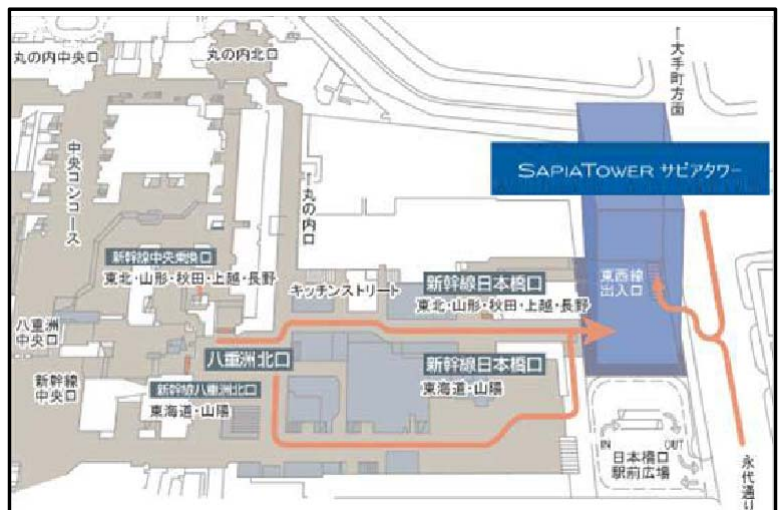 丸の内中央口
丸の内北口
↑大手町方面
中央コンコース
↑丸の内口
SAPIATOWER サピアタワー
新幹線中央乗換口
東北・山形・秋田・上越・長野
キッチンストリート
新幹線日本橋口
東北・山形・秋田・上越・長野
東西線
出入口
八重洲
中央口
八重洲北口
新幹線日本橋口
東海道・山陽
新幹線
中央口
新幹線八重洲北口
東海道・山陽
IN
OUT
日本橋口
駅前広場
永代通り